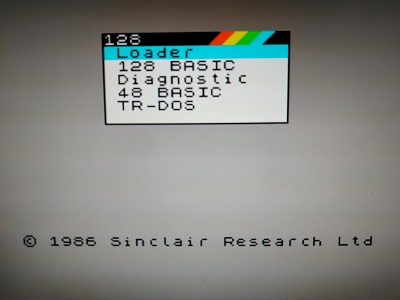 128
Loader
128 BASIC
Diagnostic
48 BASIC
TR-DOS
© 1986 Sinclair Research Ltd